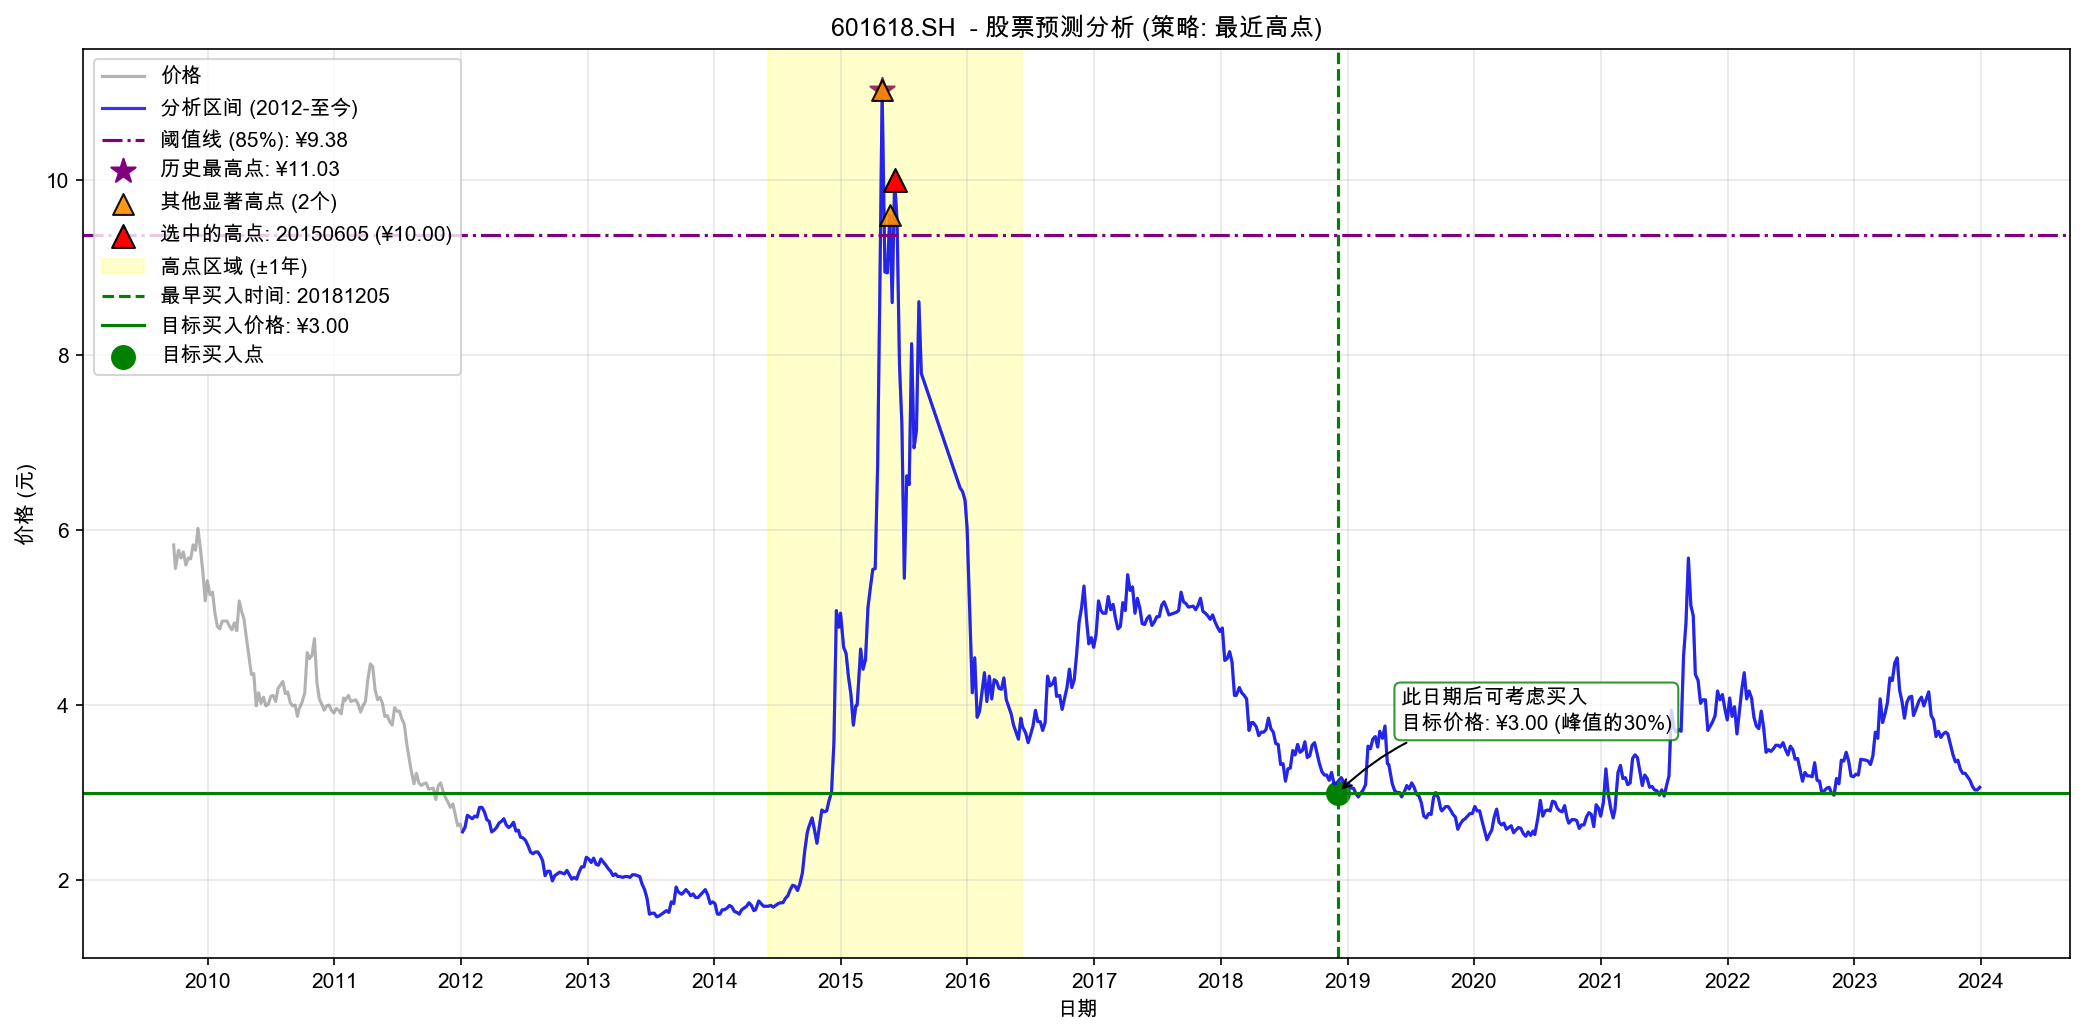 601618.SH - 股票预测分析 (策略: 最近高点)
价格
分析区间 (2012-至今)
阈值线 (85%): ¥9.38
历史最高点: ¥11.03
其他显著高点 (2个)
选中的高点: 20150605 (¥10.00)
高点区域 (±1年)
最早买入时间: 20181205
目标买入价格: ¥3.00
目标买入点
价格 (元)
10
8
6
4
2
此日期后可考虑买入
目标价格: ¥3.00 (峰值的30%)
2010 2011 2012 2013 2014 2015 2016 2017 2018 2019 2020 2021 2022 2023 2024
日期